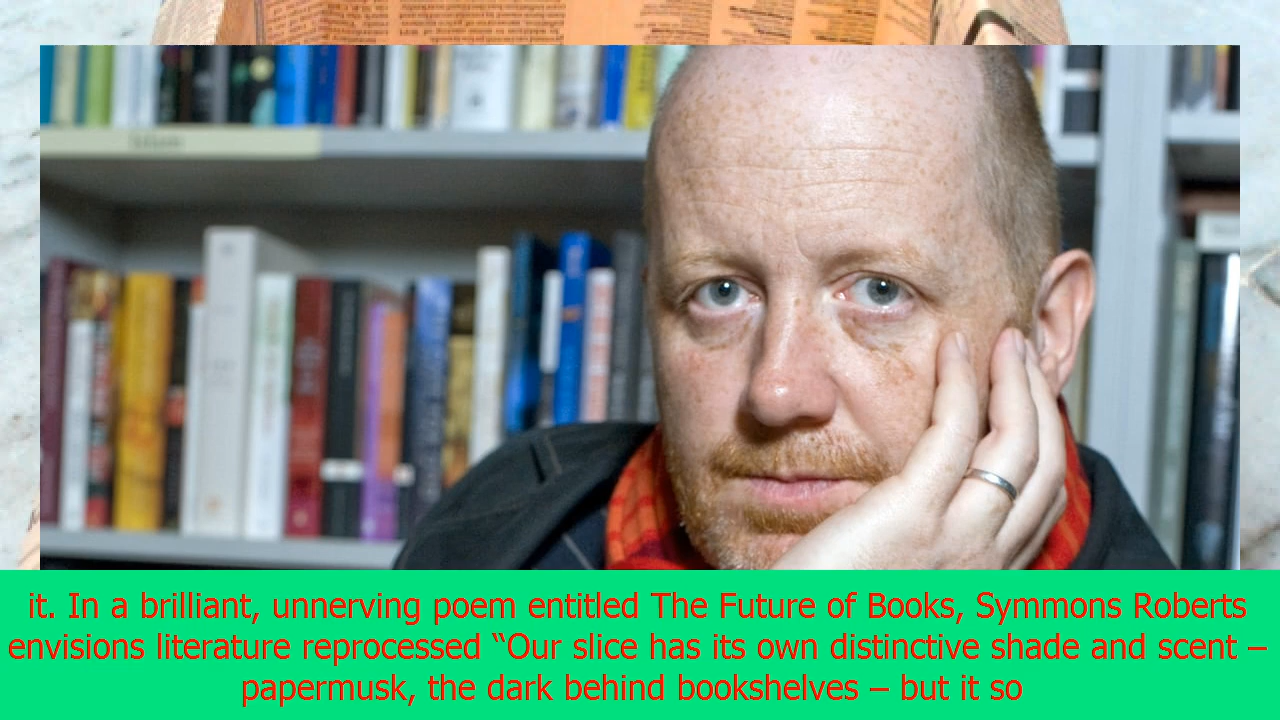 it. In a brilliant, unnerving poem entitled The Future of Books, Symmons Roberts
envisions literature reprocessed “Our slice has its own distinctive shade and scent –
papermusk, the dark behind bookshelves – but it so